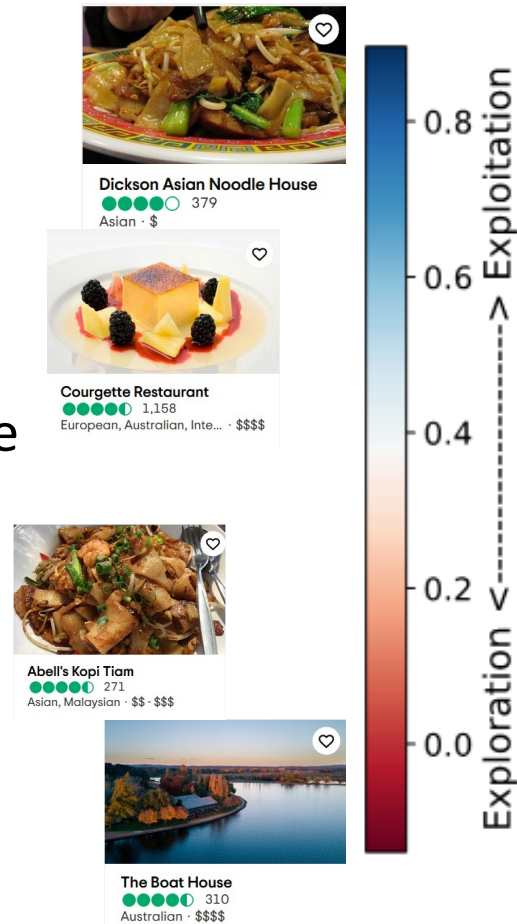 Dickson Asian Noodle House
379
Asian · $
Courgette Restaurant
1,158
European, Australian, Inte... · $$$$
e
Abell's Kopi Tiam
271
Asian, Malaysian · $$ - $$$
The Boat House
310
Australian · $$$$
0.8
0.6
0.4
0.2
0.0
Exploration <--------------> Exploitation